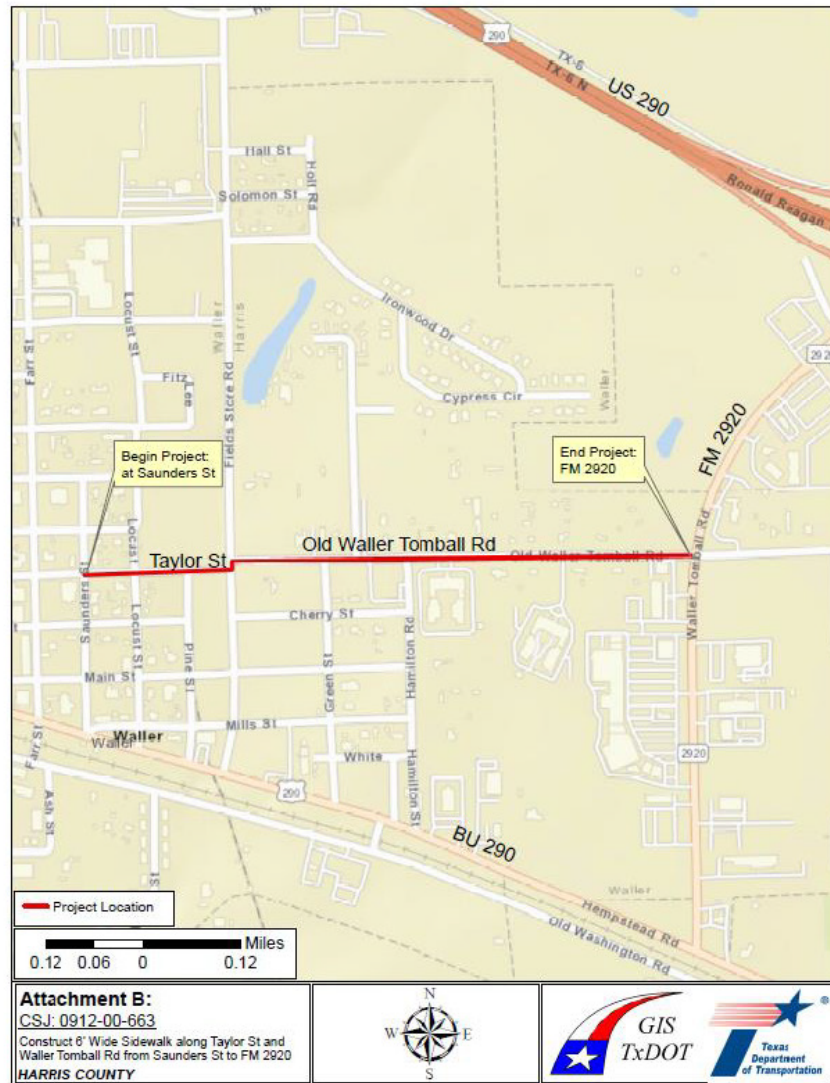 290
TX-6
TX-6 N
US 290
Ronald Reagan
Hall St
Holt Rd
Solomon St
St
Locust St
Waller
Harris
Ironwood Dr
Farr St
Fitz
Lee
Fields Store Rd
Cypress Cir
Waller
2920
FM 2920
Begin Project:
at Saunders St
End Project:
FM 2920
Locust
Taylor St
Old Waller Tomball Rd
Old Waller Tomball Rd
Waller Tomball Rd
Saunders St
Locust St
Cherry St
Pine St
Green St
Hamilton Rd
Main St
Mills St
Waller
Waller
Farr St
White
Hamilton St
2920
290
Ash St
St
BU 290
Waller
Hempstead Rd
Old Washington Rd
Project Location
Miles
0.12 0.06 0 0.12
Attachment B:
CSJ: 0912-00-663
Construct 6' Wide Sidewalk along Taylor St and
Waller Tomball Rd from Saunders St to FM 2920
HARRIS COUNTY
N
W E
S
GIS
TxDOT
®
Texas
Department
of Transportation